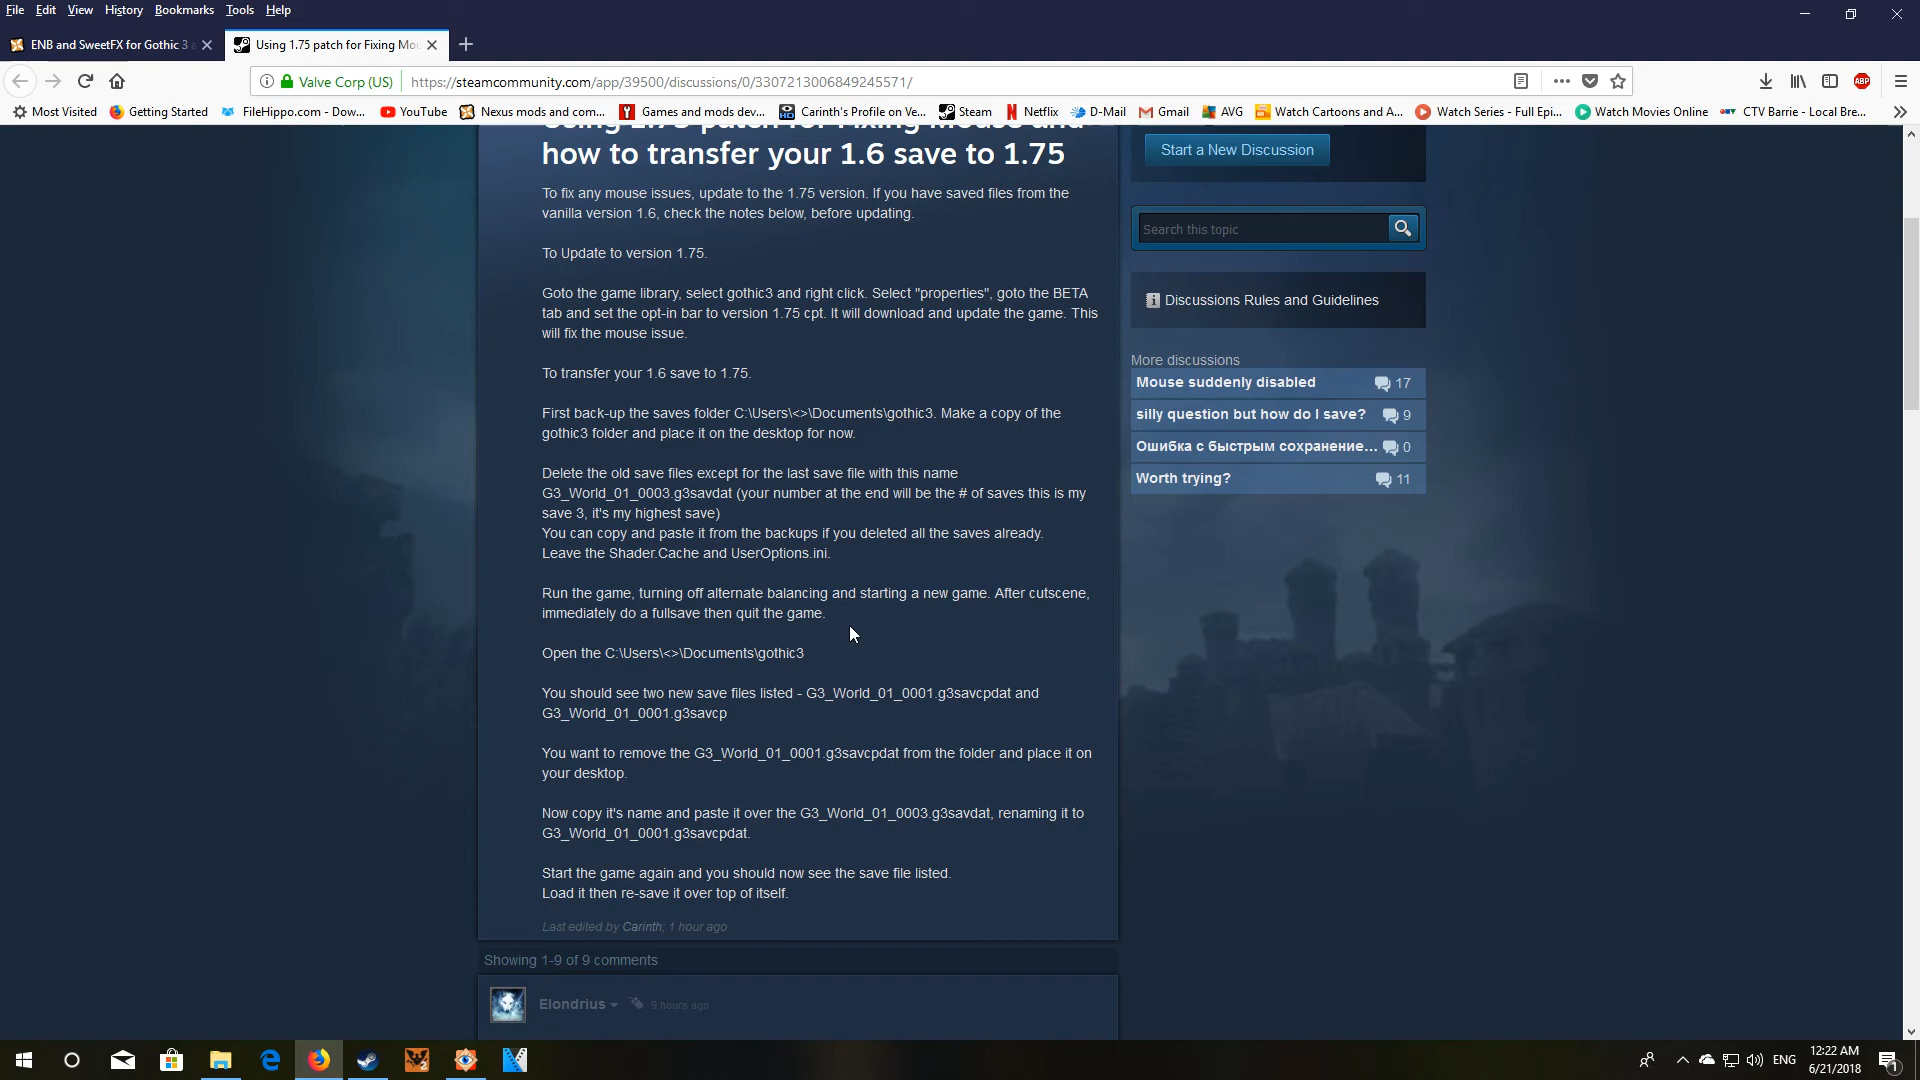 File Edit View History Bookmarks Tools Help
ENB and SweetFX for Gothic 3 a
Using 1.75 patch for Fixing Mou
Valve Corp (US) https://steamcommunity.com/app/39500/discussions/0/3307213006849245571/
ABP
Most Visited Getting Started FileHippo.com - Dow... YouTube Nexus mods and com... Games and mods dev... Carinth's Profile on Ve... Steam Netflix D-Mail Gmail AVG Watch Cartoons and A... Watch Series - Full Epi... Watch Movies Online CTV Barrie - Local Bre...
Using 1.75 patch for Fixing Mouse and
how to transfer your 1.6 save to 1.75
To fix any mouse issues, update to the 1.75 version. If you have saved files from the
vanilla version 1.6, check the notes below, before updating.
To Update to version 1.75.
Goto the game library, select gothic3 and right click. Select "properties", goto the BETA
tab and set the opt-in bar to version 1.75 cpt. It will download and update the game. This
will fix the mouse issue.
To transfer your 1.6 save to 1.75.
First back-up the saves folder C:\Users\<>\Documents\gothic3. Make a copy of the
gothic3 folder and place it on the desktop for now.
Delete the old save files except for the last save file with this name
G3_World_01_0003.g3savdat (your number at the end will be the # of saves this is my
save 3, it's my highest save)
You can copy and paste it from the backups if you deleted all the saves already.
Leave the Shader.Cache and UserOptions.ini.
Run the game, turning off alternate balancing and starting a new game. After cutscene,
immediately do a fullsave then quit the game.
Open the C:\Users\<>\Documents\gothic3
You should see two new save files listed - G3_World_01_0001.g3savcpdat and
G3_World_01_0001.g3savcp
You want to remove the G3_World_01_0001.g3savcpdat from the folder and place it on
your desktop.
Now copy it's name and paste it over the G3_World_01_0003.g3savdat, renaming it to
G3_World_01_0001.g3savcpdat.
Start the game again and you should now see the save file listed.
Load it then re-save it over top of itself.
Last edited by Carinth; 1 hour ago
Showing 1-9 of 9 comments
Elondrius 9 hours ago
Start a New Discussion
Search this topic
Discussions Rules and Guidelines
More discussions
Mouse suddenly disabled 17
silly question but how do I save? 9
Ошибка с быстрым сохранение... 0
Worth trying? 11
ENG
12:22 AM
6/21/2018
1